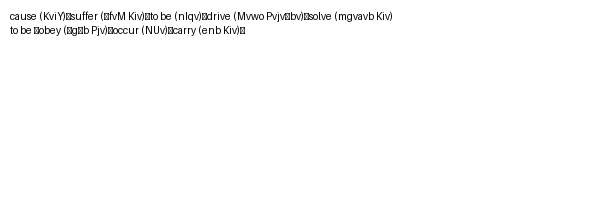 cause (KviY)□suffer (□fvM Kiv)□to be (nIqv)□drive (Mvwo Pvjv□bv)□solve (mgvavb Kiv)
to be □obey (□g□b Pjv)□occur (NUv)□carry (enb Kiv)□